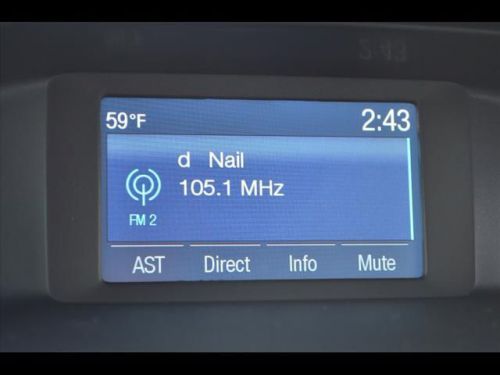 59°F 2:43
d Nail
105.1 MHz
FM 2
AST Direct Info Mute